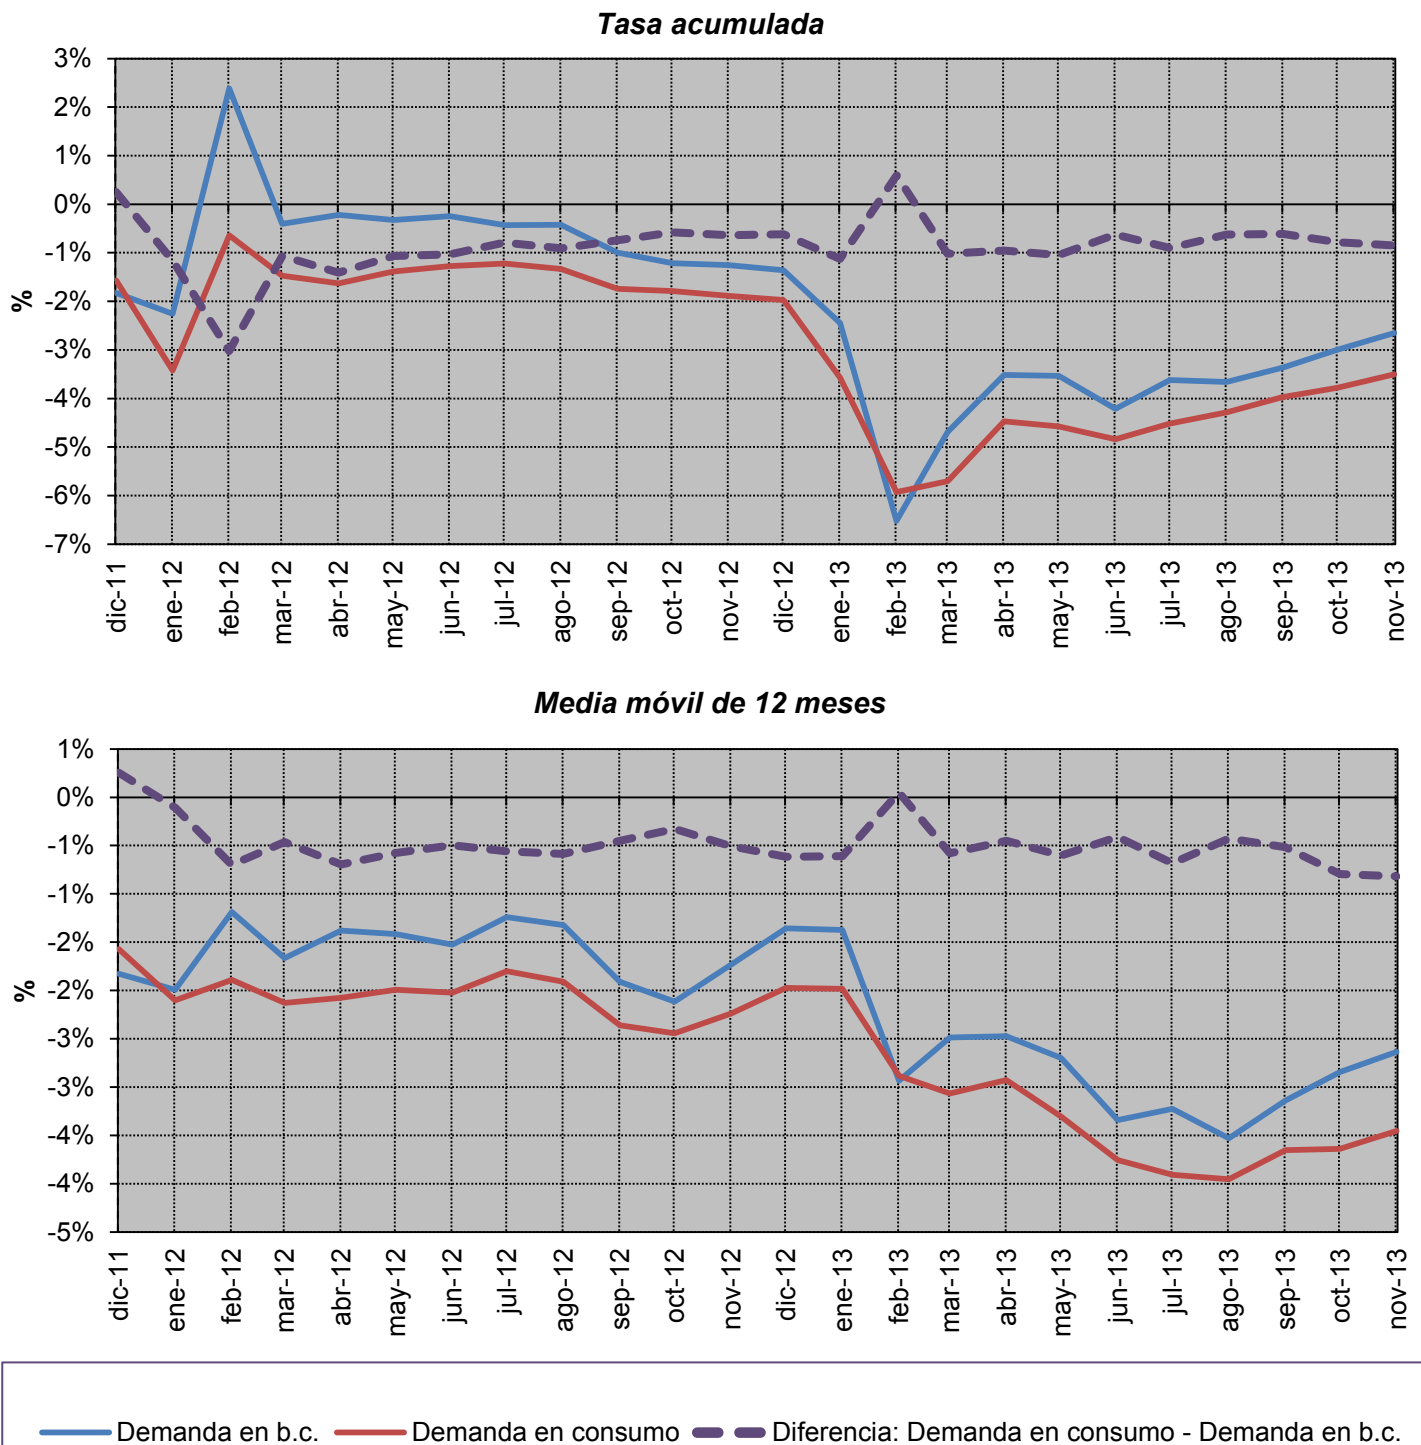 Tasa acumulada
3%
2%
1%
0%
-1%
-2%
-3%
-4%
-5%
-6%
-7%
%
dic-11
ene-12
feb-12
mar-12
abr-12
may-12
jun-12
jul-12
ago-12
sep-12
oct-12
nov-12
dic-12
ene-13
feb-13
mar-13
abr-13
may-13
jun-13
jul-13
ago-13
sep-13
oct-13
nov-13
Media móvil de 12 meses
1%
0%
-1%
-1%
-2%
-2%
-3%
-3%
-4%
-4%
-5%
%
dic-11
ene-12
feb-12
mar-12
abr-12
may-12
jun-12
jul-12
ago-12
sep-12
oct-12
nov-12
dic-12
ene-13
feb-13
mar-13
abr-13
may-13
jun-13
jul-13
ago-13
sep-13
oct-13
nov-13
Demanda en b.c. Demanda en consumo Diferencia: Demanda en consumo - Demanda en b.c.